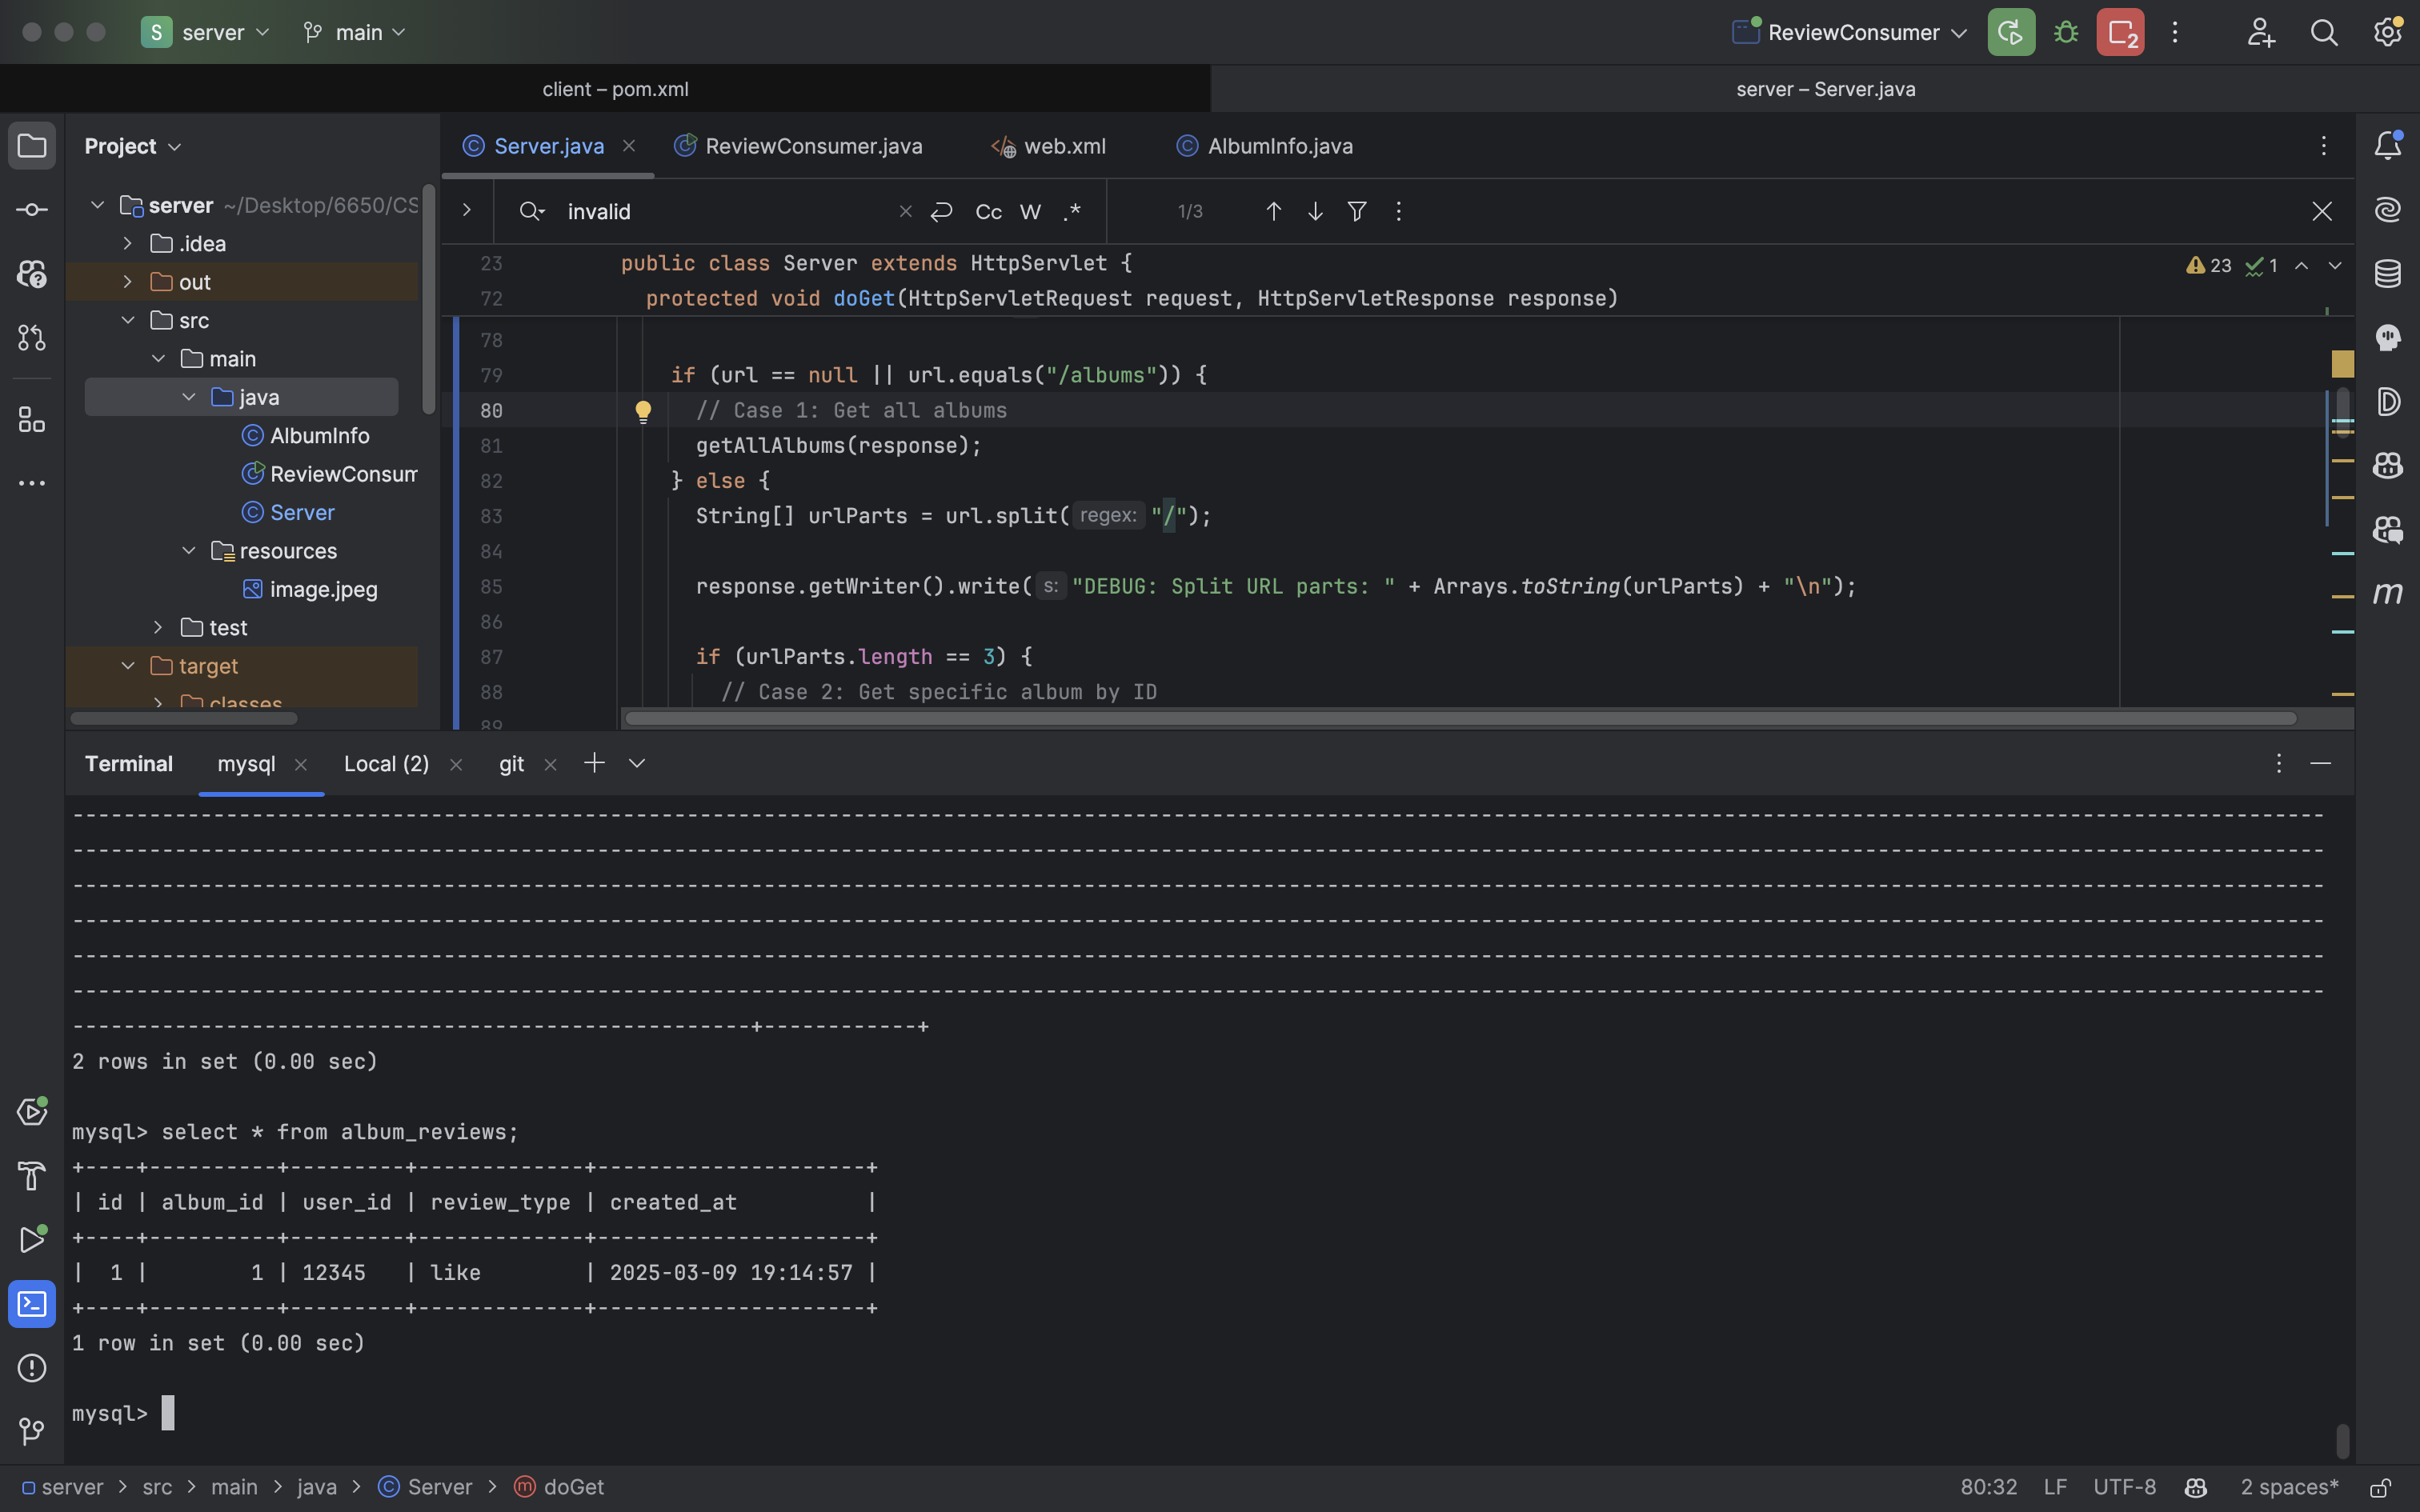 S server main ReviewConsumer 2
client – pom.xml server – Server.java
Project
server ~/Desktop/6650/CS
.idea
out
src
main
java
AlbumInfo
ReviewConsum
Server
resources
image.jpeg
test
target
classes
Server.java ReviewConsumer.java web.xml AlbumInfo.java
invalid Cc W .* 1/3
23 public class Server extends HttpServlet { 23 1
72 protected void doGet(HttpServletRequest request, HttpServletResponse response)
78
79 if (url == null || url.equals("/albums")) {
80 // Case 1: Get all albums
81 getAllAlbums(response);
82 } else {
83 String[] urlParts = url.split( regex: "/");
84
85 response.getWriter().write( s: "DEBUG: Split URL parts: " + Arrays.toString(urlParts) + "\n");
86
87 if (urlParts.length == 3) {
88 // Case 2: Get specific album by ID
89
Terminal mysql Local (2) git
-----------------------------------------------------+------------+
2 rows in set (0.00 sec)
mysql> select * from album_reviews;
+----+----------+---------+-------------+---------------------+
| id | album_id | user_id | review_type | created_at          |
+----+----------+---------+-------------+---------------------+
|  1 |        1 | 12345   | like        | 2025-03-09 19:14:57 |
+----+----------+---------+-------------+---------------------+
1 row in set (0.00 sec)
mysql>
server > src > main > java > Server > doGet 80:32 LF UTF-8 2 spaces*